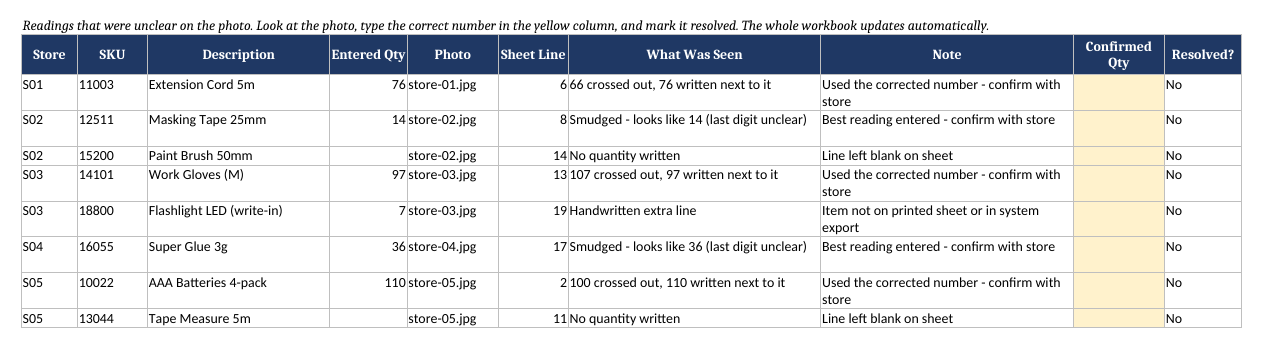 Readings that were unclear on the photo. Look at the photo, type the correct number in the yellow column, and mark it resolved. The whole workbook updates automatically.
Store SKU Description Entered Qty Photo Sheet Line What Was Seen Note Confirmed Qty Resolved?
S01 11003 Extension Cord 5m 76 store-01.jpg 6 66 crossed out, 76 written next to it Used the corrected number - confirm with store No
S02 12511 Masking Tape 25mm 14 store-02.jpg 8 Smudged - looks like 14 (last digit unclear) Best reading entered - confirm with store No
S02 15200 Paint Brush 50mm store-02.jpg 14 No quantity written Line left blank on sheet No
S03 14101 Work Gloves (M) 97 store-03.jpg 13 107 crossed out, 97 written next to it Used the corrected number - confirm with store No
S03 18800 Flashlight LED (write-in) 7 store-03.jpg 19 Handwritten extra line Item not on printed sheet or in system export No
S04 16055 Super Glue 3g 36 store-04.jpg 17 Smudged - looks like 36 (last digit unclear) Best reading entered - confirm with store No
S05 10022 AAA Batteries 4-pack 110 store-05.jpg 2 100 crossed out, 110 written next to it Used the corrected number - confirm with store No
S05 13044 Tape Measure 5m store-05.jpg 11 No quantity written Line left blank on sheet No